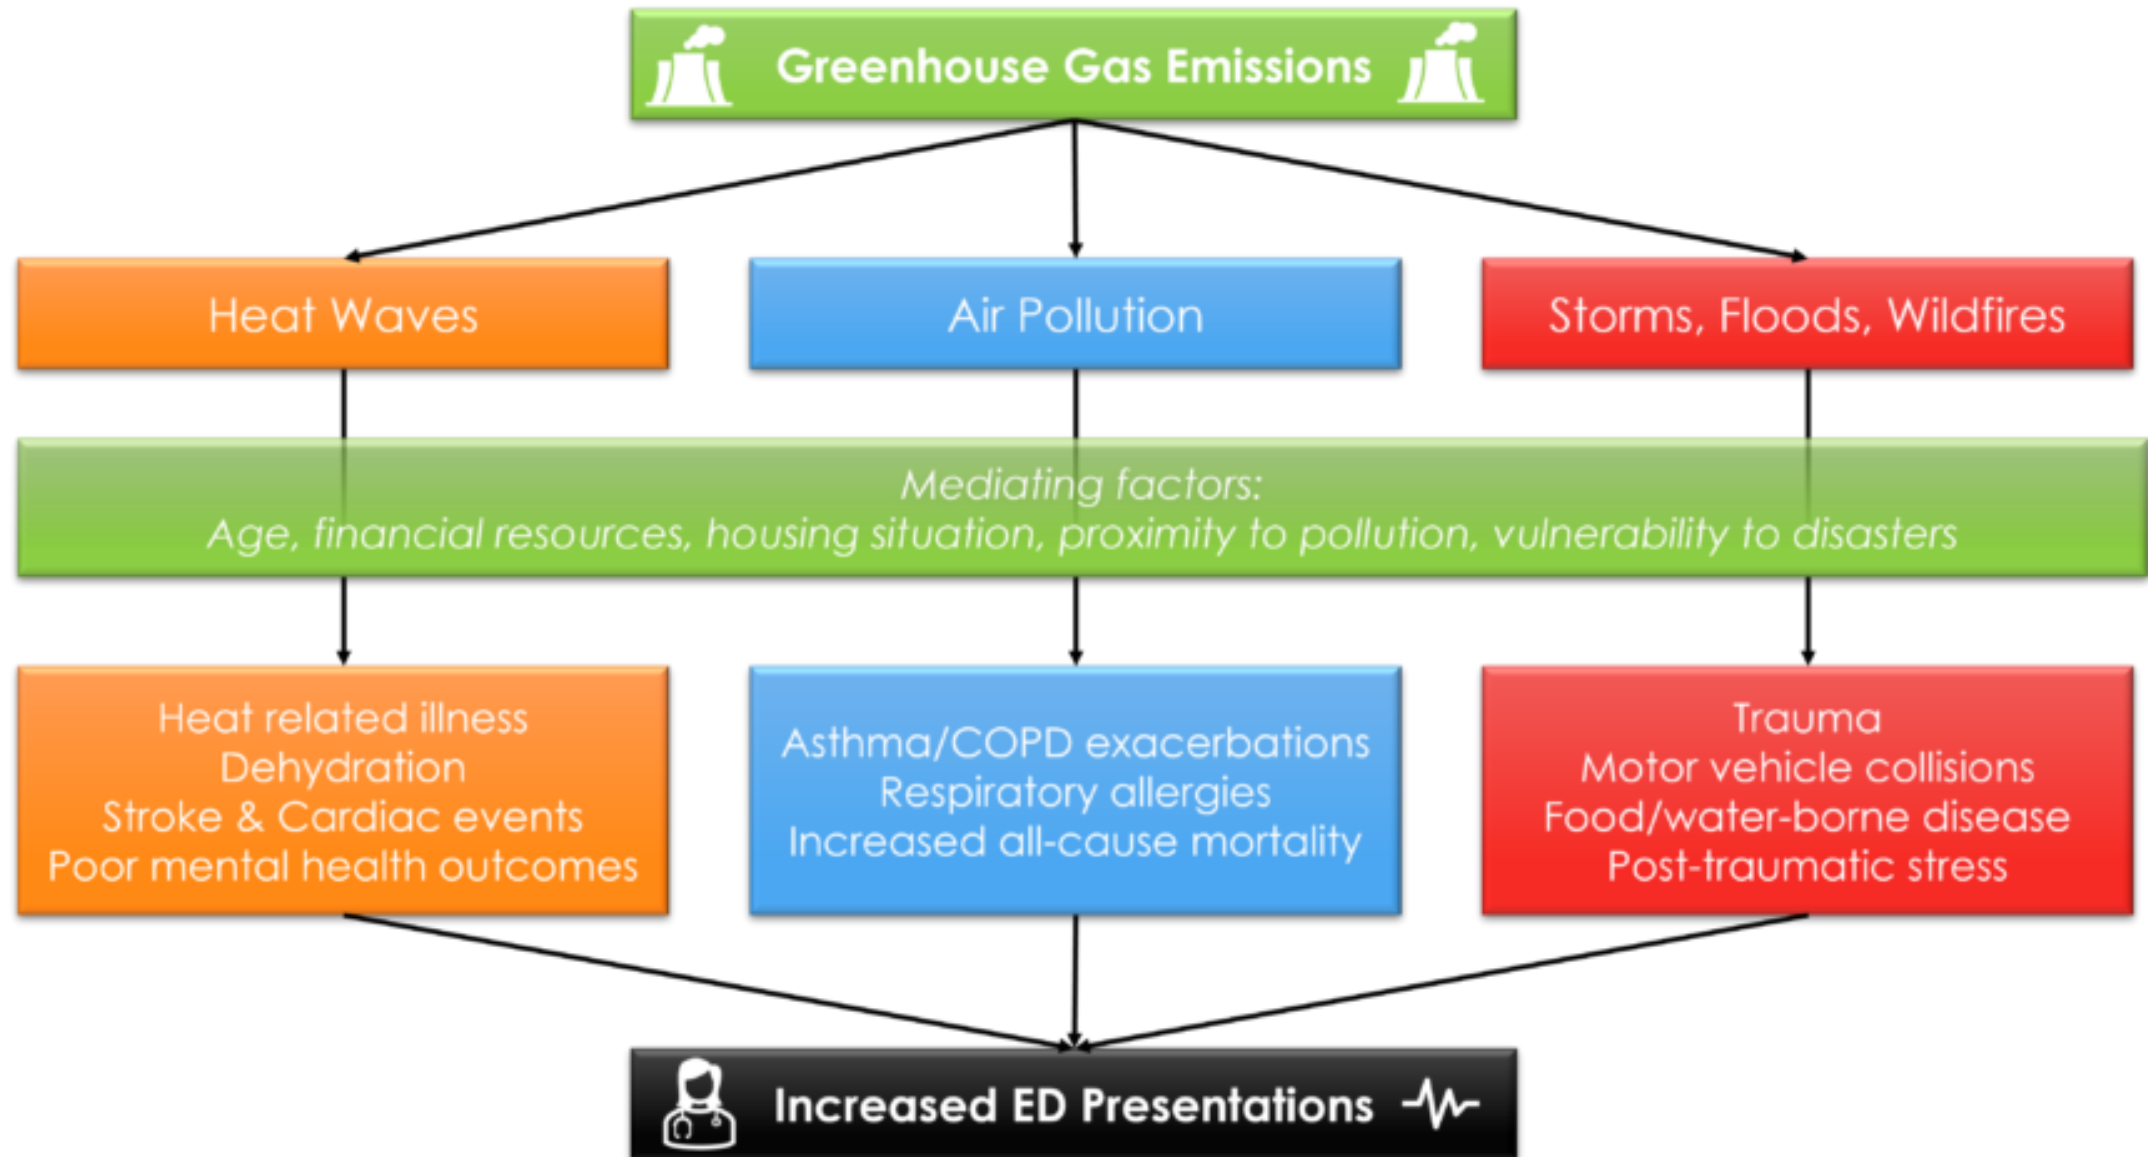 Greenhouse Gas Emissions
Heat Waves
Air Pollution
Storms, Floods, Wildfires
Mediating factors:
Age, financial resources, housing situation, proximity to pollution, vulnerability to disasters
Heat related illness
Dehydration
Stroke & Cardiac events
Poor mental health outcomes
Asthma/COPD exacerbations
Respiratory allergies
Increased all-cause mortality
Trauma
Motor vehicle collisions
Food/water-borne disease
Post-traumatic stress
Increased ED Presentations